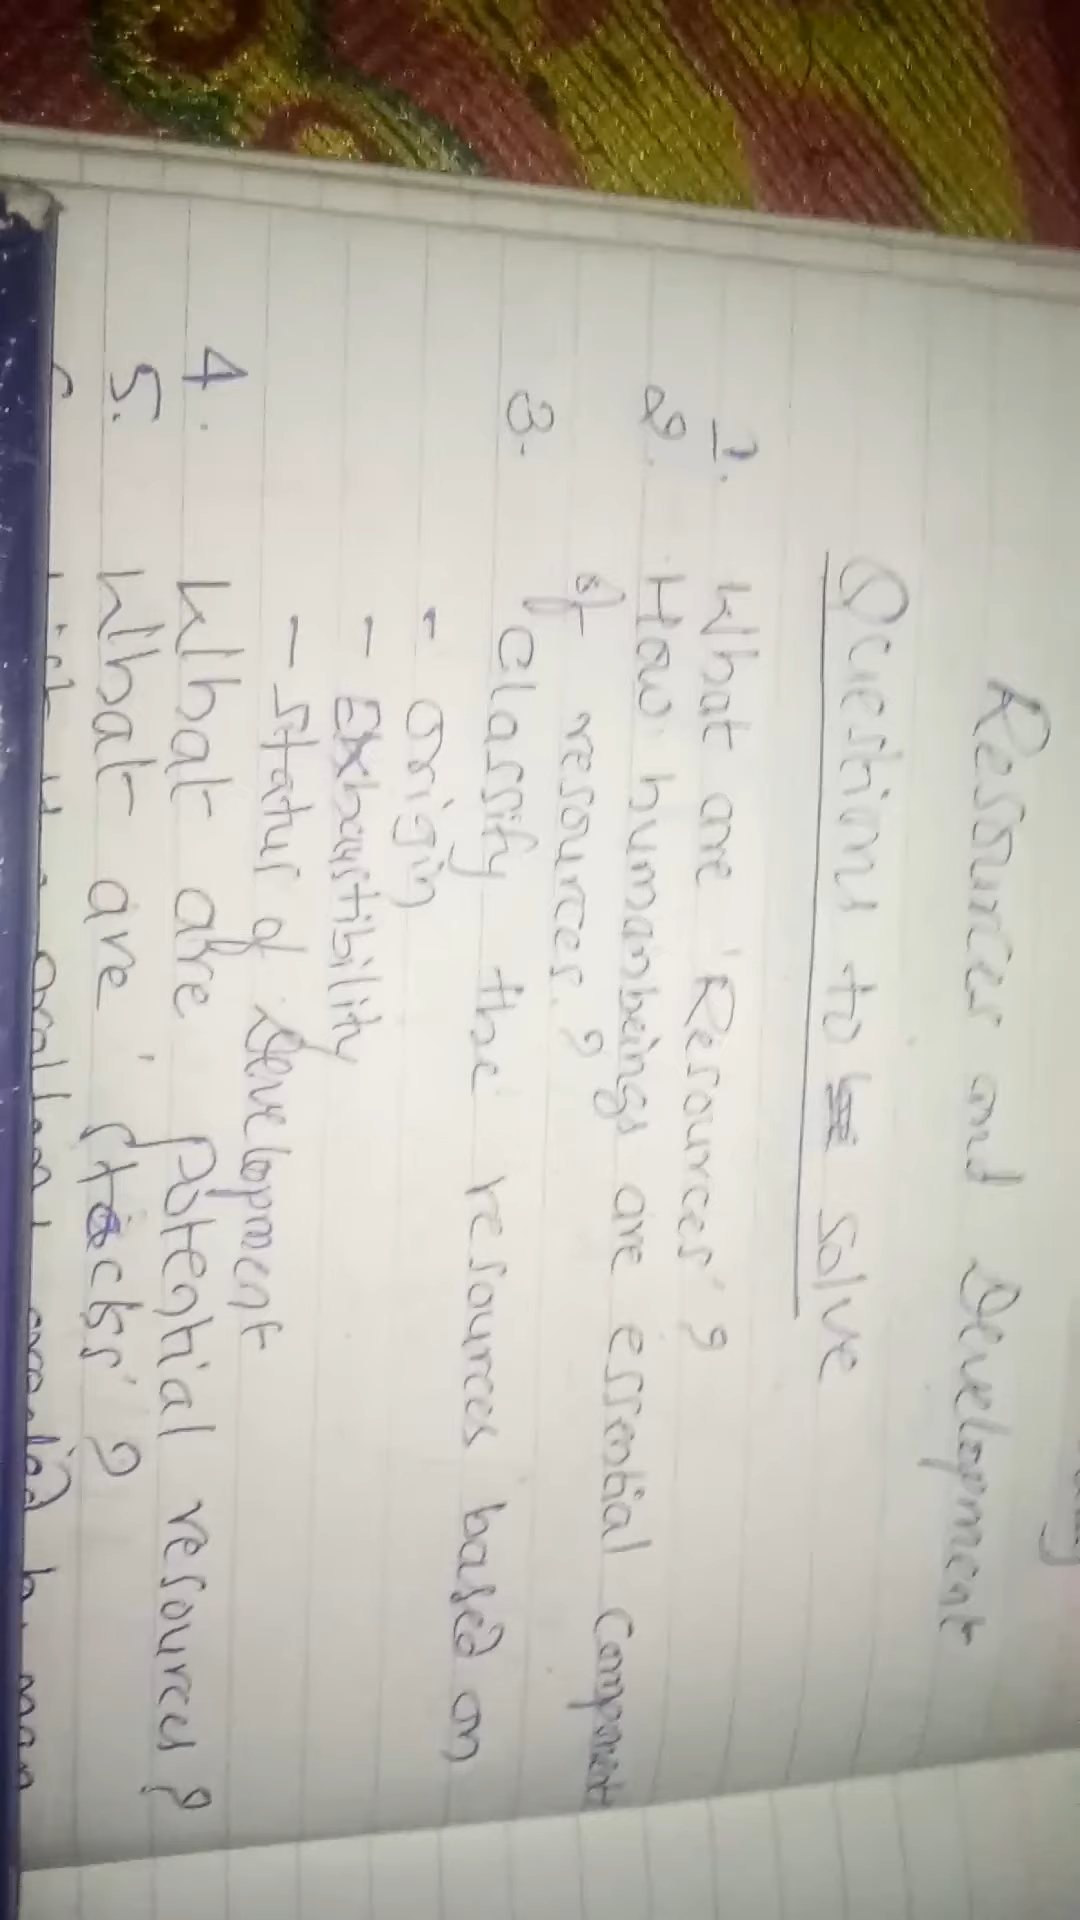 Resources and Development
Questions to solve
1. What are 'Resources' ?
2. How humanbeings are essential component
of resources ?
3. Classify the resources based on
- Origin
- Exhaustibility
- Status of Development
4. What are Potential resources ?
5. What are 'stocks' ?